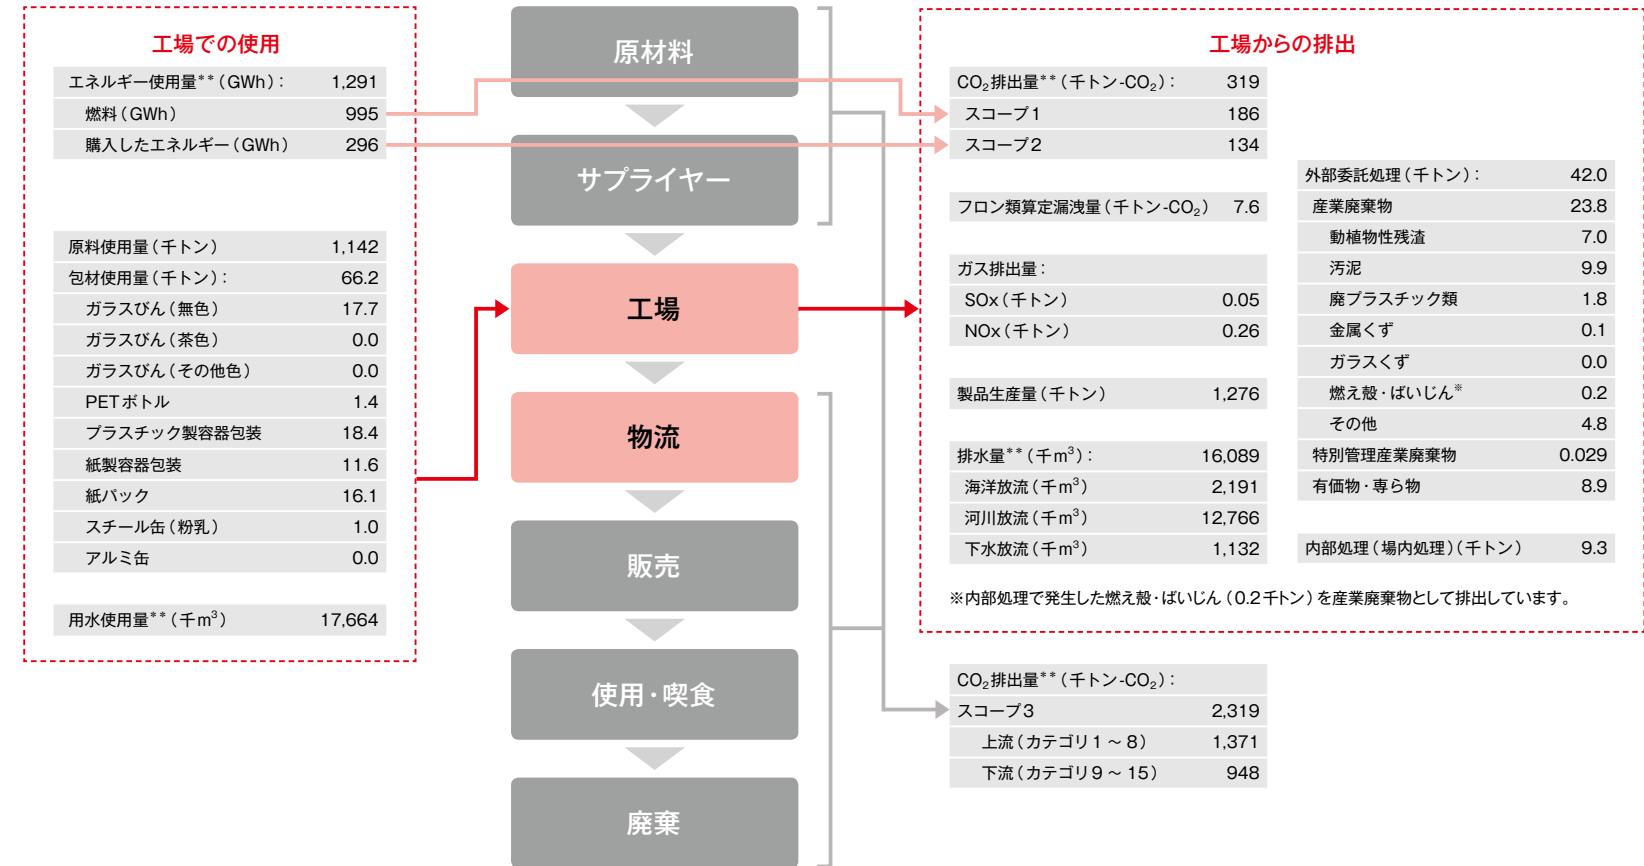 工場での使用
エネルギー使用量**(GWh): 1,291
燃料(GWh) 995
購入したエネルギー(GWh) 296
原料使用量(千トン) 1,142
包材使用量(千トン): 66.2
ガラスびん(無色) 17.7
ガラスびん(茶色) 0.0
ガラスびん(その他色) 0.0
PETボトル 1.4
プラスチック製容器包装 18.4
紙製容器包装 11.6
紙パック 16.1
スチール缶(粉乳) 1.0
アルミ缶 0.0
用水使用量**(千m³) 17,664
原材料
サプライヤー
工場
物流
販売
使用・喫食
廃棄
工場からの排出
CO₂排出量**(千トン-CO₂): 319
スコープ1 186
スコープ2 134
フロン類算定漏洩量(千トン-CO₂) 7.6
ガス排出量:
SOx(千トン) 0.05
NOx(千トン) 0.26
製品生産量(千トン) 1,276
排水量**(千m³): 16,089
海洋放流(千m³) 2,191
河川放流(千m³) 12,766
下水放流(千m³) 1,132
外部委託処理(千トン): 42.0
産業廃棄物 23.8
動植物性残渣 7.0
汚泥 9.9
廃プラスチック類 1.8
金属くず 0.1
ガラスくず 0.0
燃え殻・ばいじん※ 0.2
その他 4.8
特別管理産業廃棄物 0.029
有価物・専ら物 8.9
内部処理(場内処理)(千トン) 9.3
※内部処理で発生した燃え殻・ばいじん(0.2千トン)を産業廃棄物として排出しています。
CO₂排出量**(千トン-CO₂):
スコープ3 2,319
上流(カテゴリ1~8) 1,371
下流(カテゴリ9~15) 948